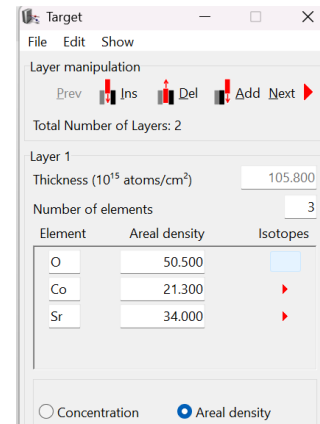 Target
File Edit Show
Layer manipulation
Prev Ins Del Add Next
Total Number of Layers: 2
Layer 1
Thickness (10¹⁵ atoms/cm²) 105.800
Number of elements 3
Element Areal density Isotopes
O 50.500
Co 21.300
Sr 34.000
Concentration Areal density